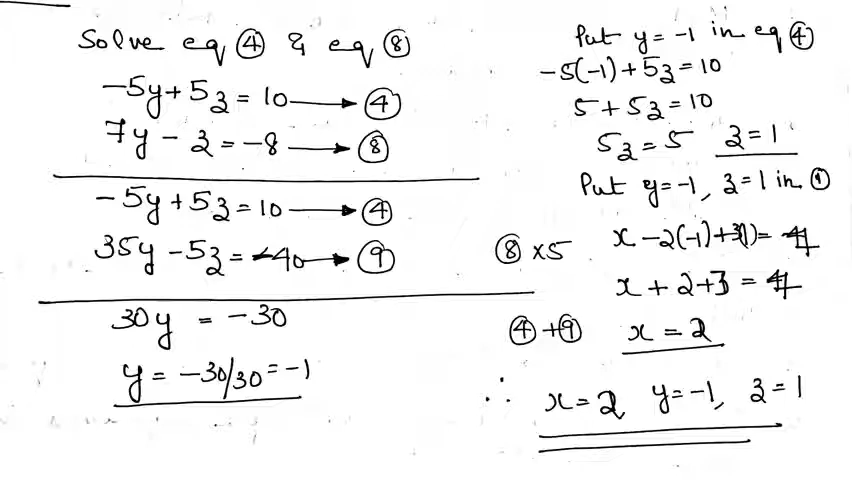 Solve eq ④ & eq ⑧
-5y + 5z = 10 ⟶ ④
7y - z = -8 ⟶ ⑧
-5y + 5z = 10 ⟶ ④
35y - 5z = -40 ⟶ ⑨ ⑧ x5
30y = -30 ④ + ⑨
y = -30/30 = -1
Put y = -1 in eq ④
-5(-1) + 5z = 10
5 + 5z = 10
5z = 5 z = 1
Put y = -1, z = 1 in ①
x - 2(-1) + 3(1) =
x + 2 + 3 =
x = 2
∴ x = 2 y = -1, z = 1